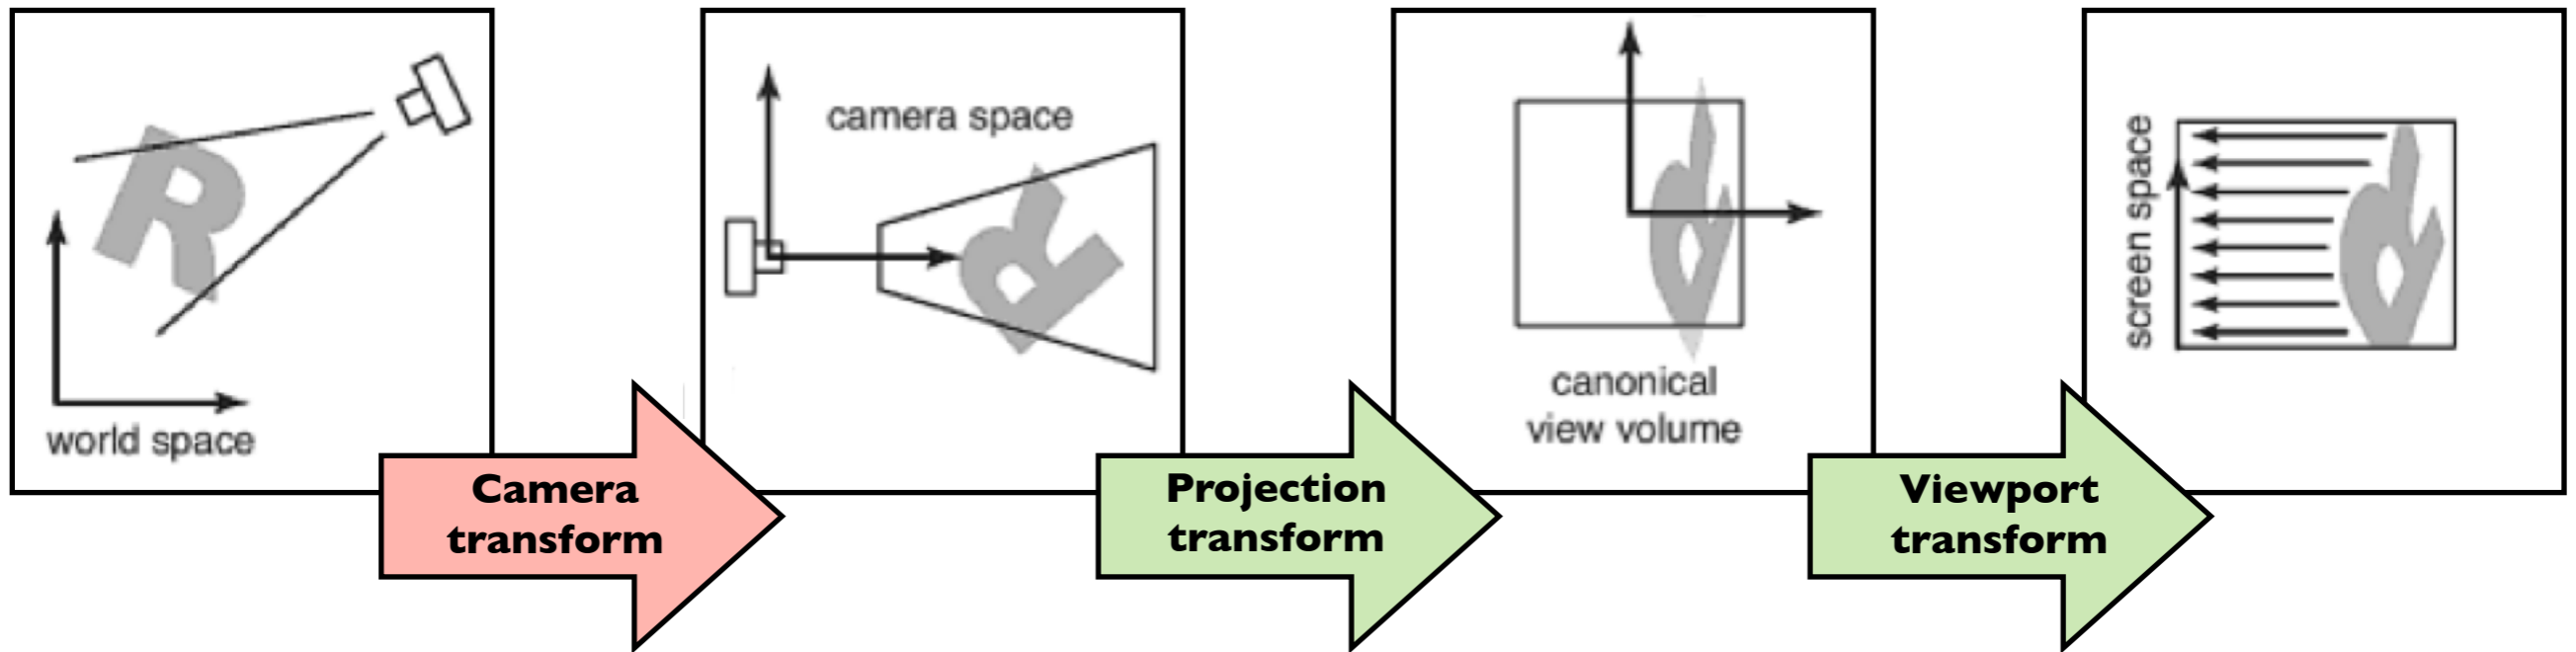 world space
camera space
canonical
view volume
screen space
Camera
transform
Projection
transform
Viewport
transform